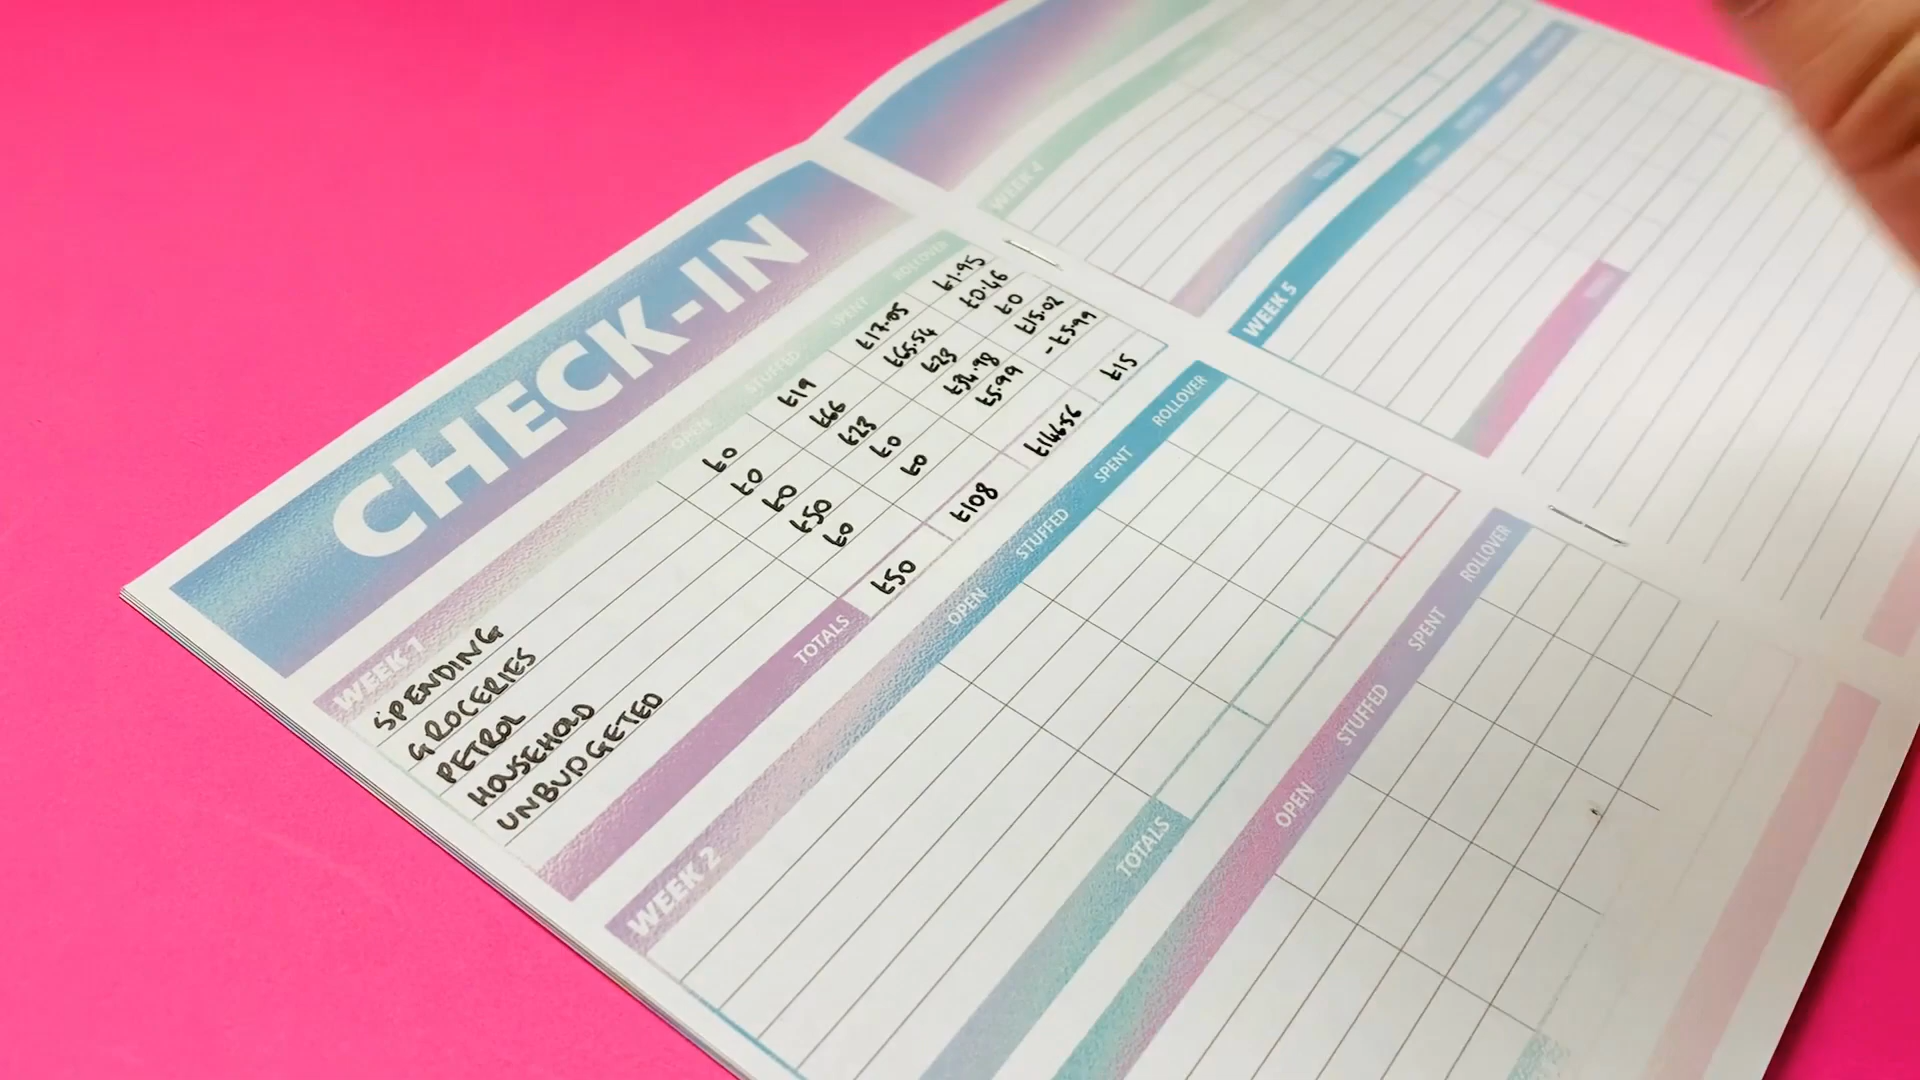 CHECK-IN
WEEK 1 OPEN STUFFED SPENT ROLLOVER
SPENDING £0 £19 £17.05 £1.95
GROCERIES £0 £66 £65.54 £0.46
PETROL £0 £23 £23 £0
HOUSEHOLD £50 £0 £34.98 £15.02
UNBUDGETED £0 £0 £5.99 -£5.99
TOTALS £50 £108 £146.56 £15
WEEK 2 OPEN STUFFED SPENT ROLLOVER
TOTALS
OPEN STUFFED SPENT ROLLOVER
WEEK 4
WEEK 5